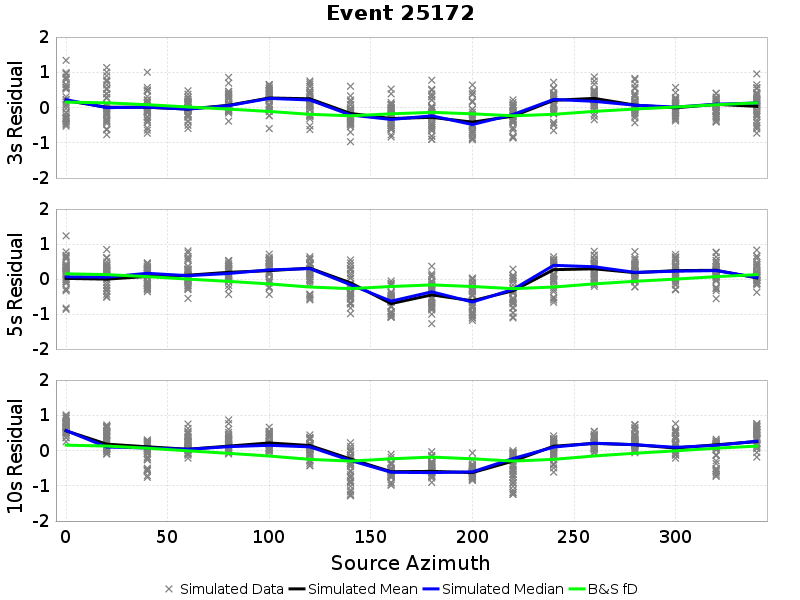 Event 25172
3s Residual
2
1
0
-1
-2
5s Residual
2
1
0
-1
-2
10s Residual
2
1
0
-1
-2
0 50 100 150 200 250 300
Source Azimuth
Simulated Data Simulated Mean Simulated Median B&S fD